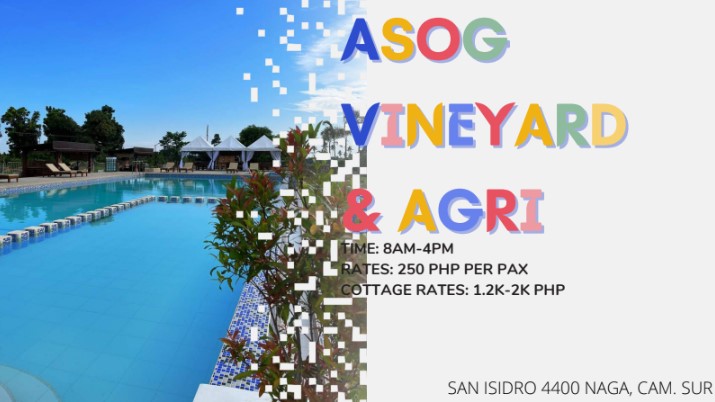 ASOG
VINEYARD
& AGRI
TIME: 8AM-4PM
RATES: 250 PHP PER PAX
COTTAGE RATES: 1.2K-2K PHP
SAN ISIDRO 4400 NAGA, CAM. SUR